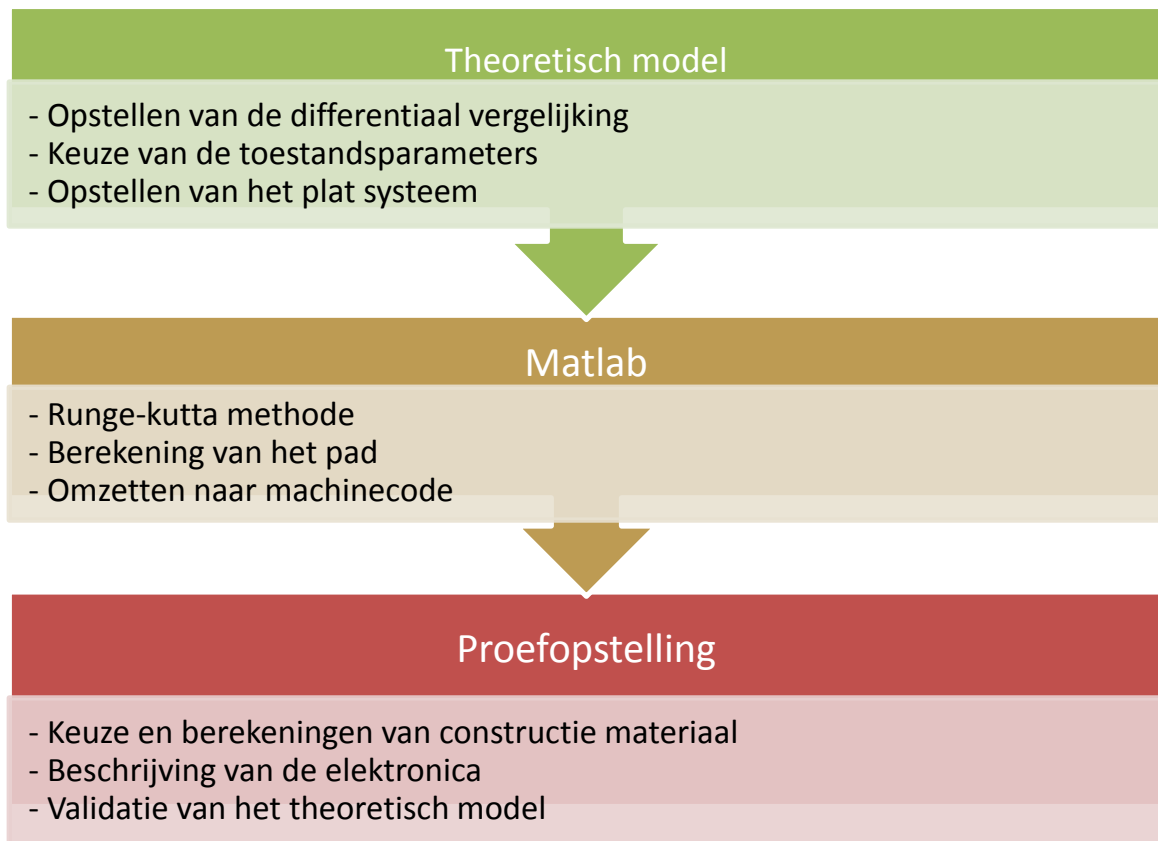 Theoretisch model
- Opstellen van de differentiaal vergelijking
- Keuze van de toestandsparameters
- Opstellen van het plat systeem
Matlab
- Runge-kutta methode
- Berekening van het pad
- Omzetten naar machinecode
Proefopstelling
- Keuze en berekeningen van constructie materiaal
- Beschrijving van de elektronica
- Validatie van het theoretisch model